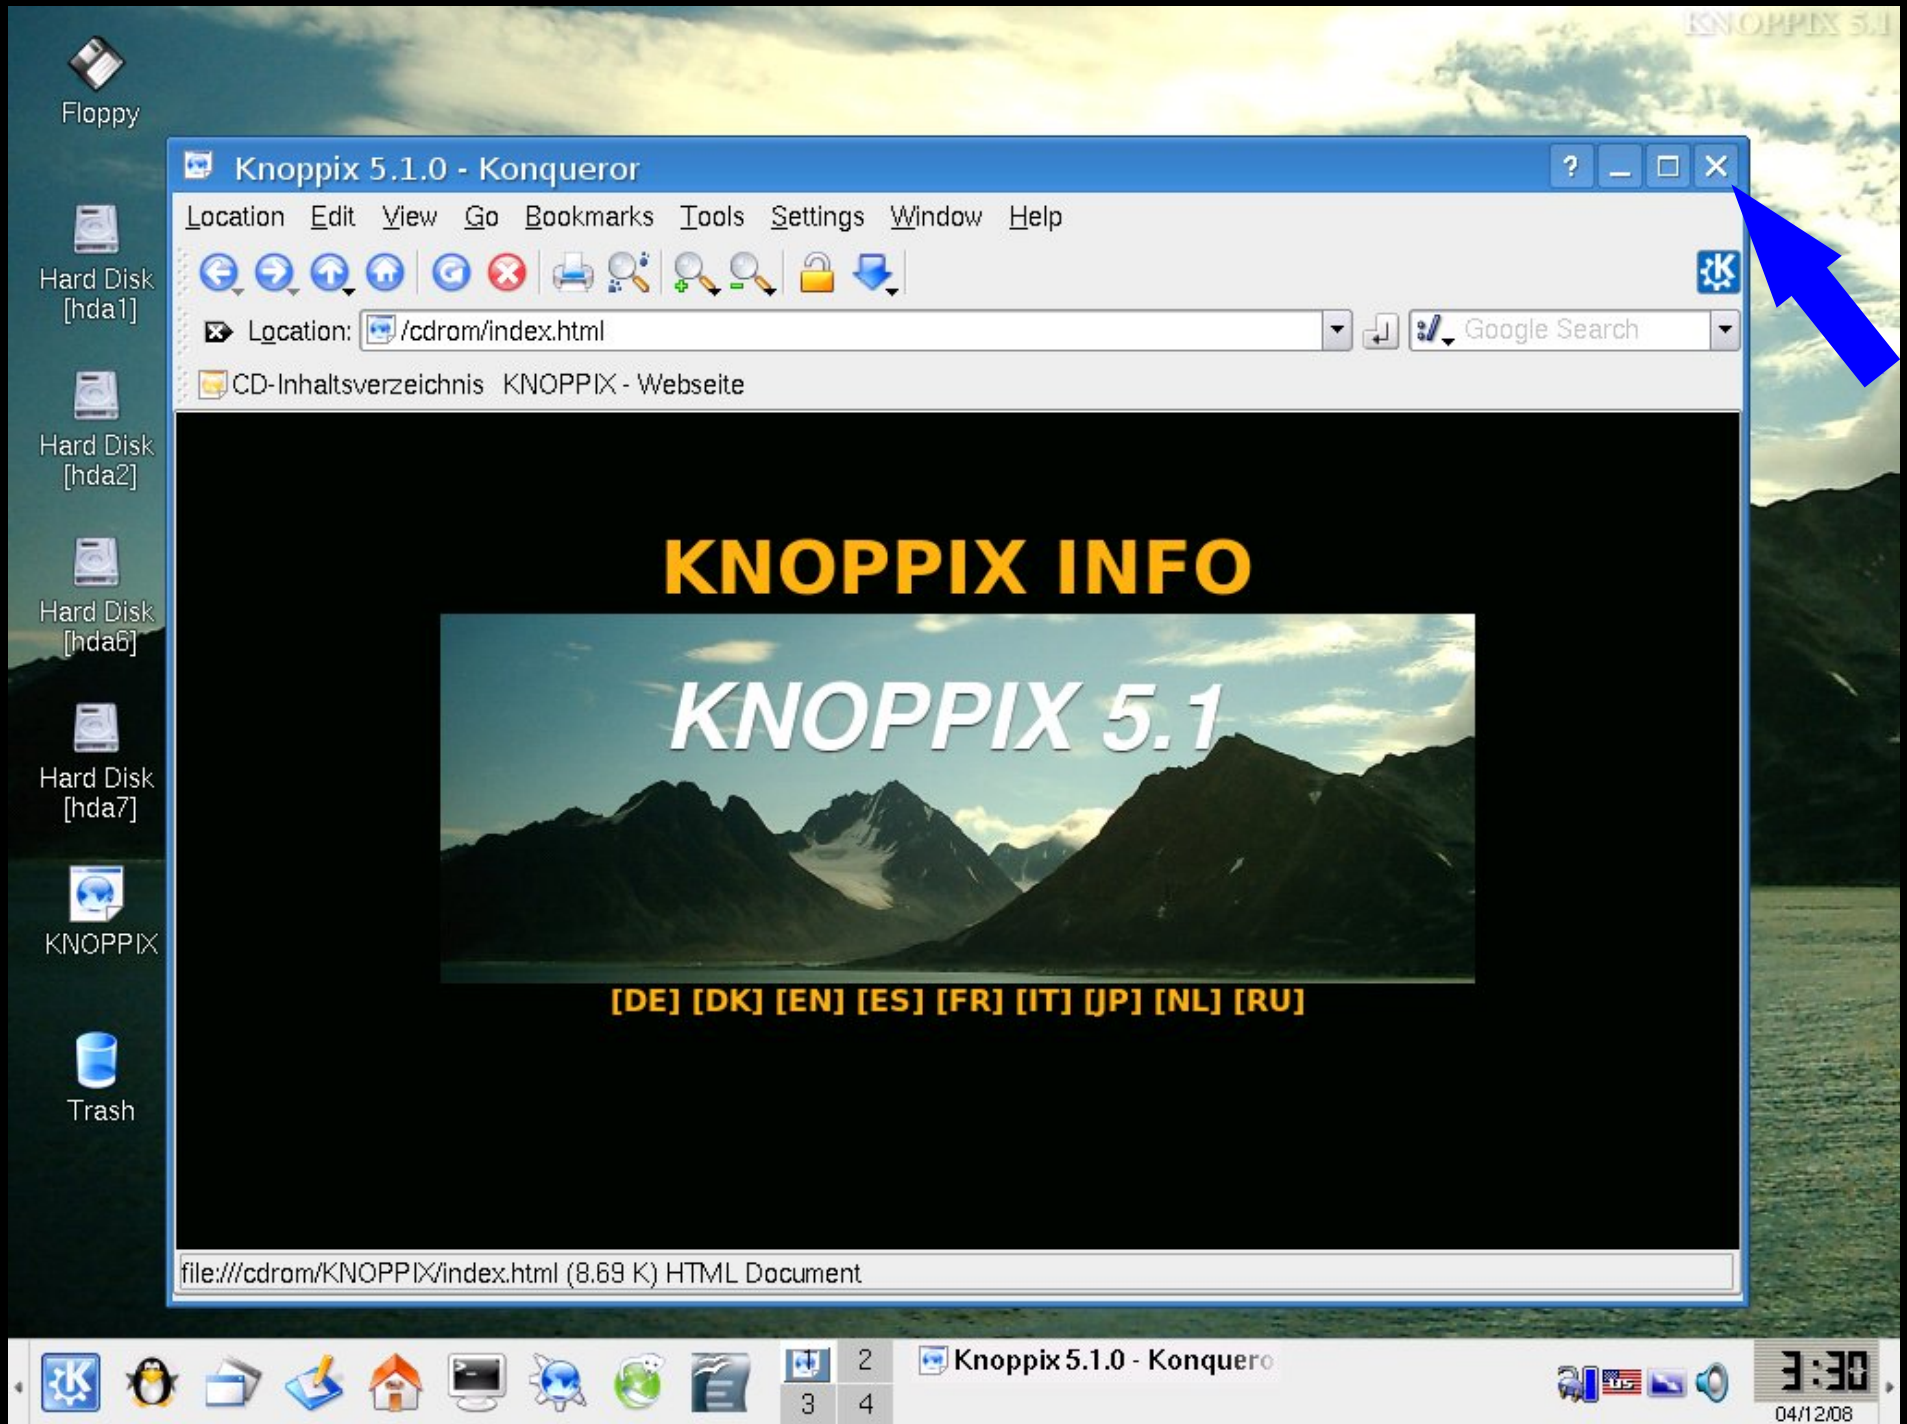 KNOPPIX 5.1
Floppy
Hard Disk
[hda1]
Hard Disk
[hda2]
Hard Disk
[hda6]
Hard Disk
[hda7]
KNOPPIX
Trash
Knoppix 5.1.0 - Konqueror
Location Edit View Go Bookmarks Tools Settings Window Help
Location: /cdrom/index.html Google Search
CD-Inhaltsverzeichnis KNOPPIX - Webseite
KNOPPIX INFO
KNOPPIX 5.1
[DE] [DK] [EN] [ES] [FR] [IT] [JP] [NL] [RU]
file:///cdrom/KNOPPIX/index.html (8.69 K) HTML Document
1 2
3 4
Knoppix 5.1.0 - Konquero
us
3:30
04/12/08